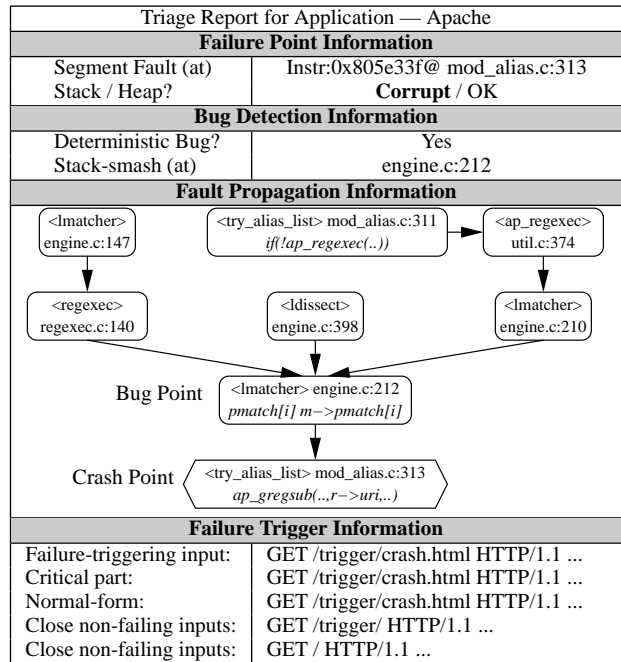 Triage Report for Application — Apache
Failure Point Information
Segment Fault (at) Instr:0x805e33f@ mod_alias.c:313
Stack / Heap? Corrupt / OK
Bug Detection Information
Deterministic Bug? Yes
Stack-smash (at) engine.c:212
Fault Propagation Information
<lmatcher>
engine.c:147
<try_alias_list> mod_alias.c:311
if(!ap_regexec(..))
<ap_regexec>
util.c:374
<regexec>
regexec.c:140
<ldissect>
engine.c:398
<lmatcher>
engine.c:210
Bug Point
<lmatcher> engine.c:212
pmatch[i] m->pmatch[i]
Crash Point
<try_alias_list> mod_alias.c:313
ap_gregsub(..,r->uri,..)
Failure Trigger Information
Failure-triggering input: GET /trigger/crash.html HTTP/1.1 ...
Critical part: GET /trigger/crash.html HTTP/1.1 ...
Normal-form: GET /trigger/crash.html HTTP/1.1 ...
Close non-failing inputs: GET /trigger/ HTTP/1.1 ...
Close non-failing inputs: GET / HTTP/1.1 ...